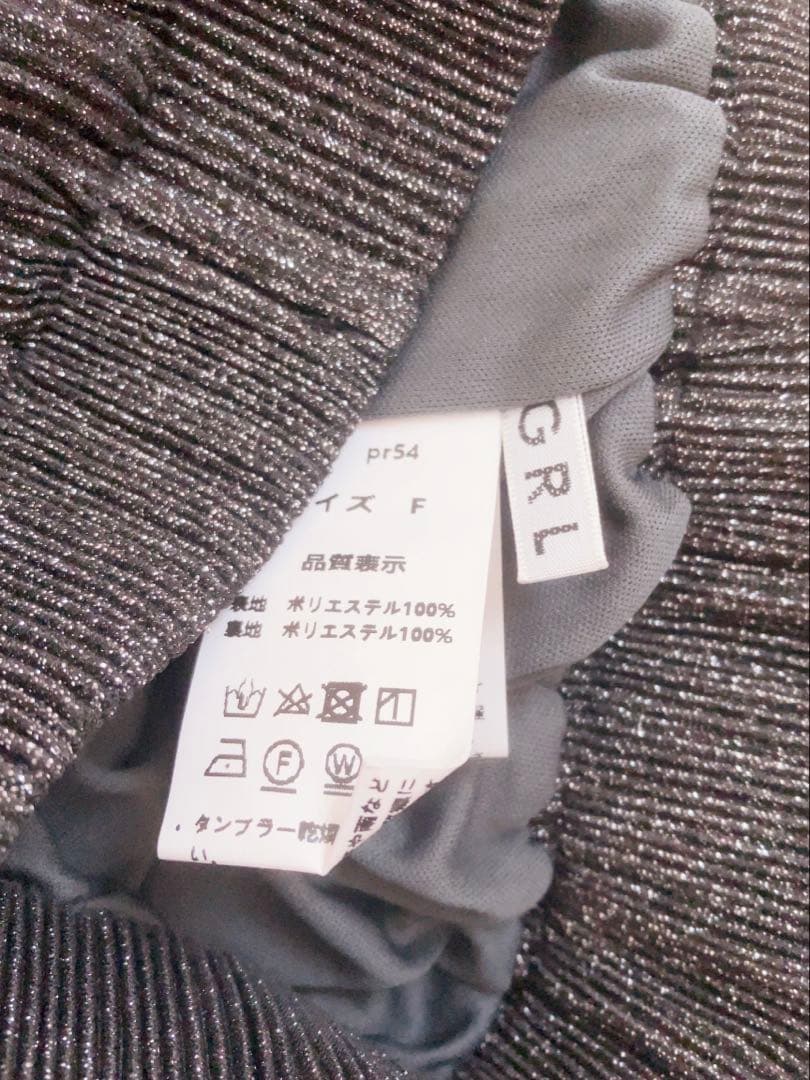 pr54
イズ F
品質表示
表地 ポリエステル100%
裏地 ポリエステル100%
F W
・タンブラー乾燥
い。
GRL